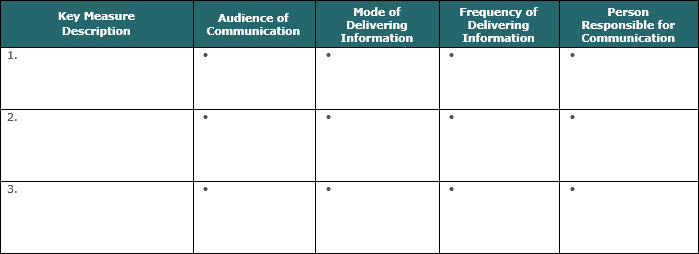 Key Measure
Description
Audience of
Communication
Mode of
Delivering
Information
Frequency of
Delivering
Information
Person
Responsible for
Communication
1.
•
•
•
•
2.
•
•
•
•
3.
•
•
•
•